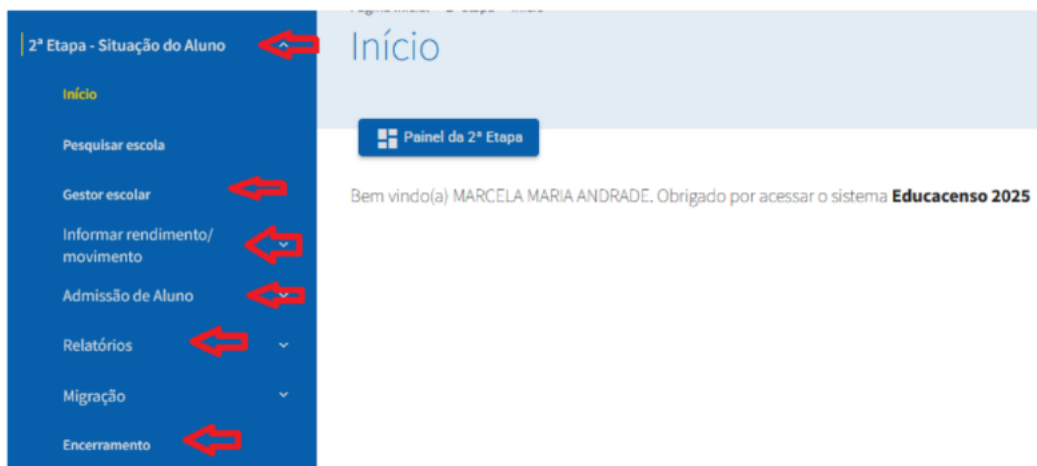 2ª Etapa - Situação do Aluno
Início
Pesquisar escola
Gestor escolar
Informar rendimento/
movimento
Admissão de Aluno
Relatórios
Migração
Encerramento
Início
Painel da 2ª Etapa
Bem vindo(a) MARCELA MARIA ANDRADE. Obrigado por acessar o sistema Educacenso 2025